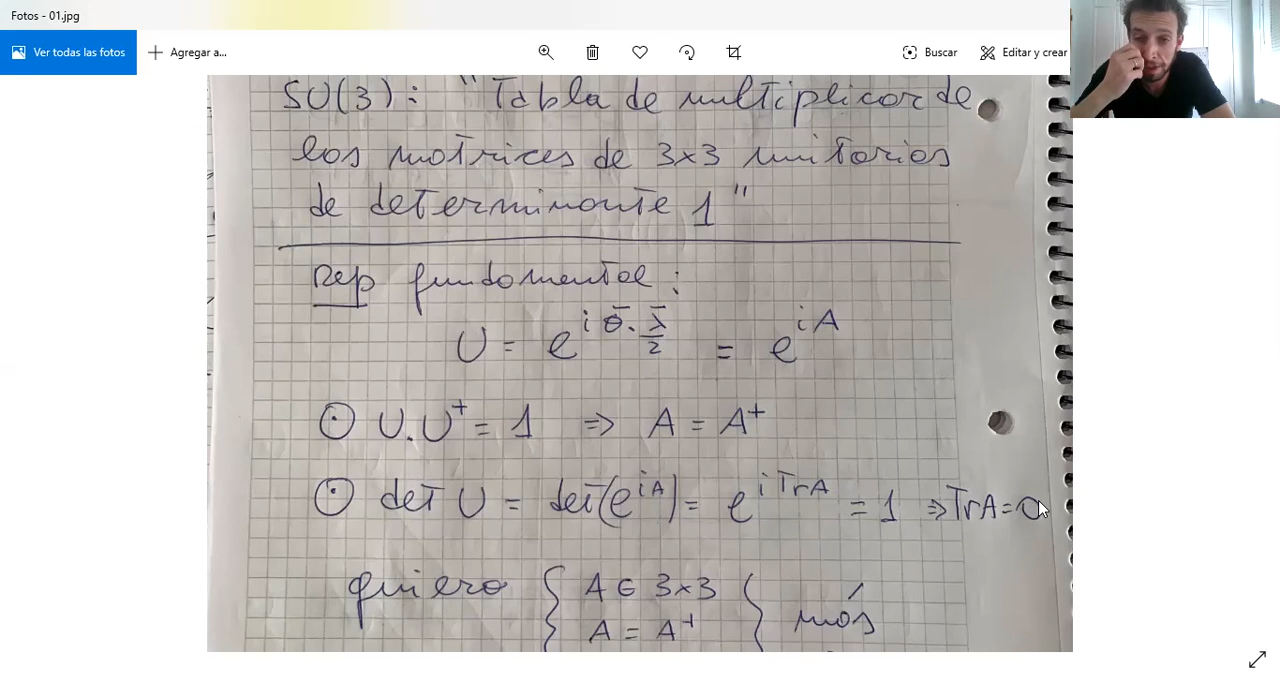 Fotos - 01.jpg
Ver todas las fotos
Agregar a...
Buscar
Editar y crear
SU(3): "Tabla de multiplicar de
las matrices de 3x3 unitarias
de determinante 1"
Rep fundamental:
U = e^{i θ̄ · λ̄/2} = e^{iA}
⊙ U.U⁺ = 1 ⇒ A = A⁺
⊙ det U = det(e^{iA}) = e^{i TrA} = 1 ⇒ TrA = 0
quiero { A ∈ 3x3 } más
A = A⁺